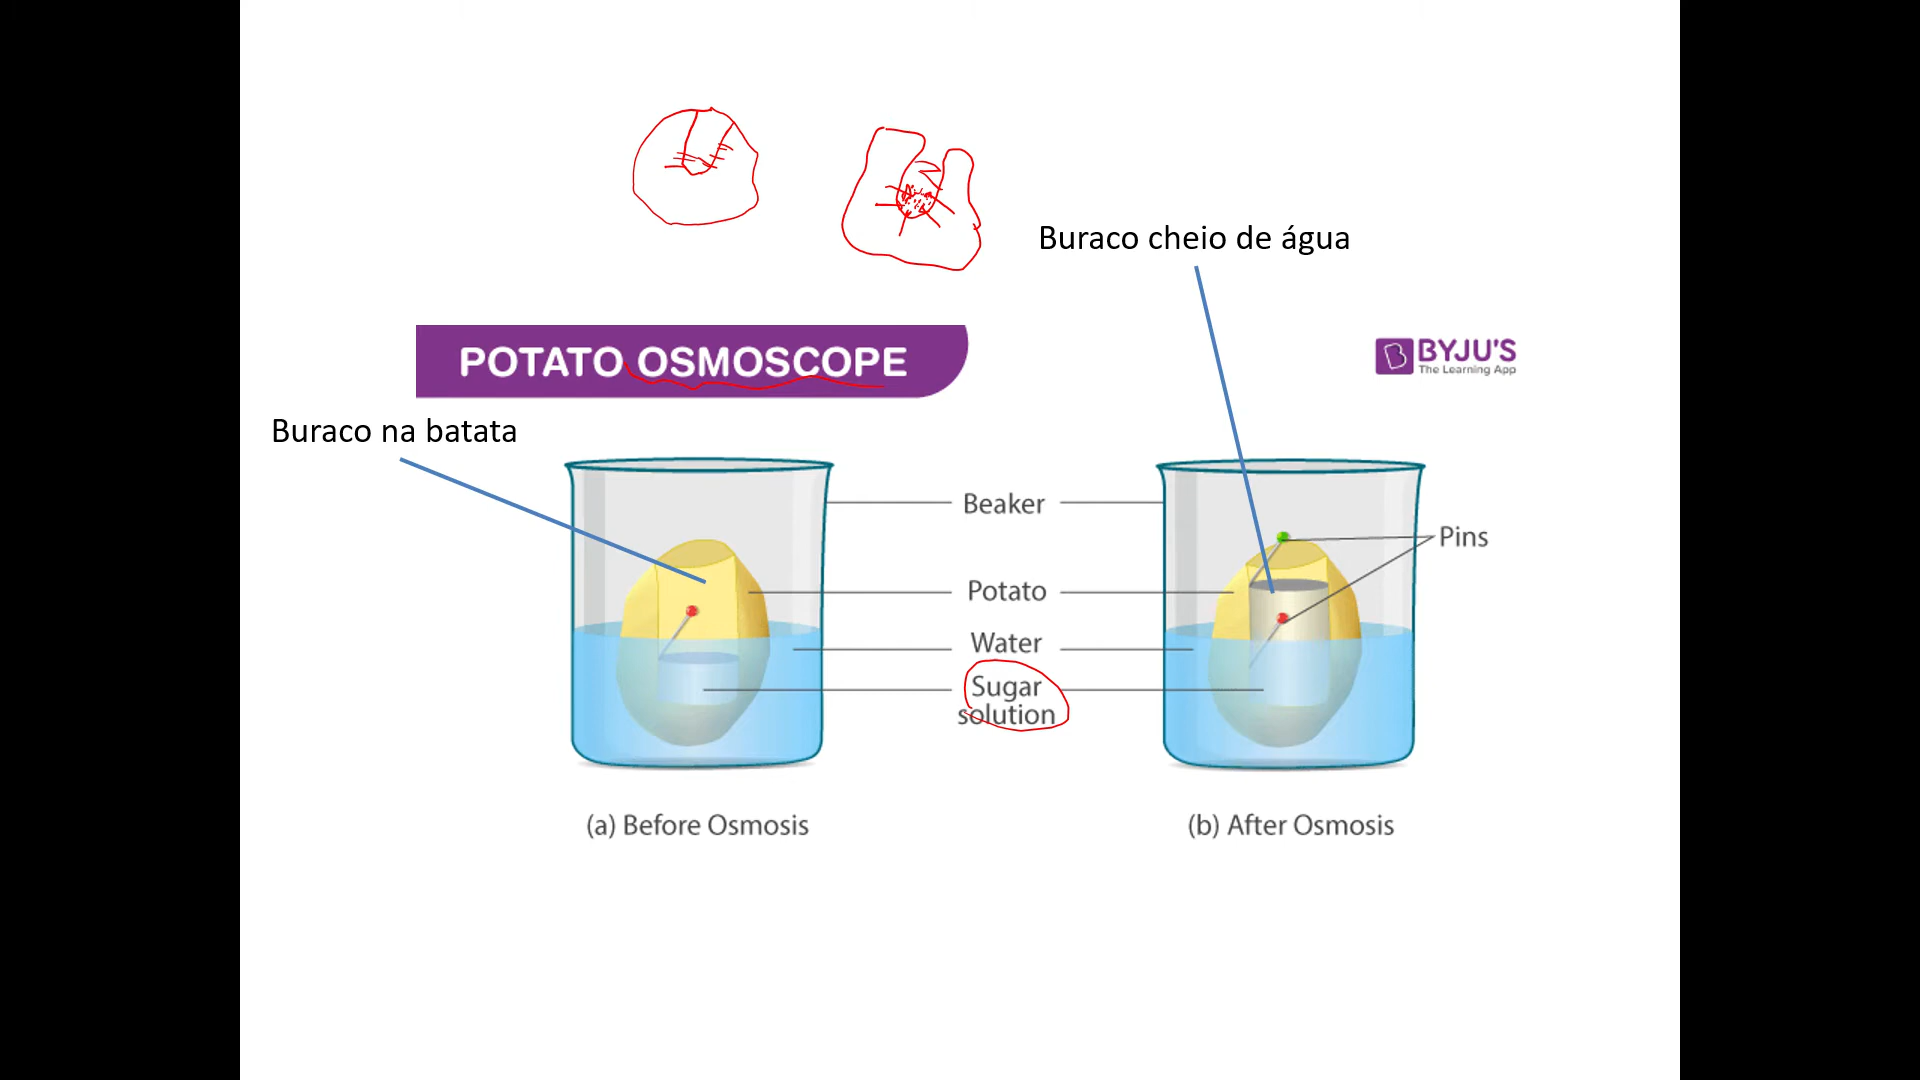 Buraco cheio de água
POTATO OSMOSCOPE
BYJU'S
The Learning App
Buraco na batata
Beaker
Pins
Potato
Water
Sugar
solution
(a) Before Osmosis
(b) After Osmosis